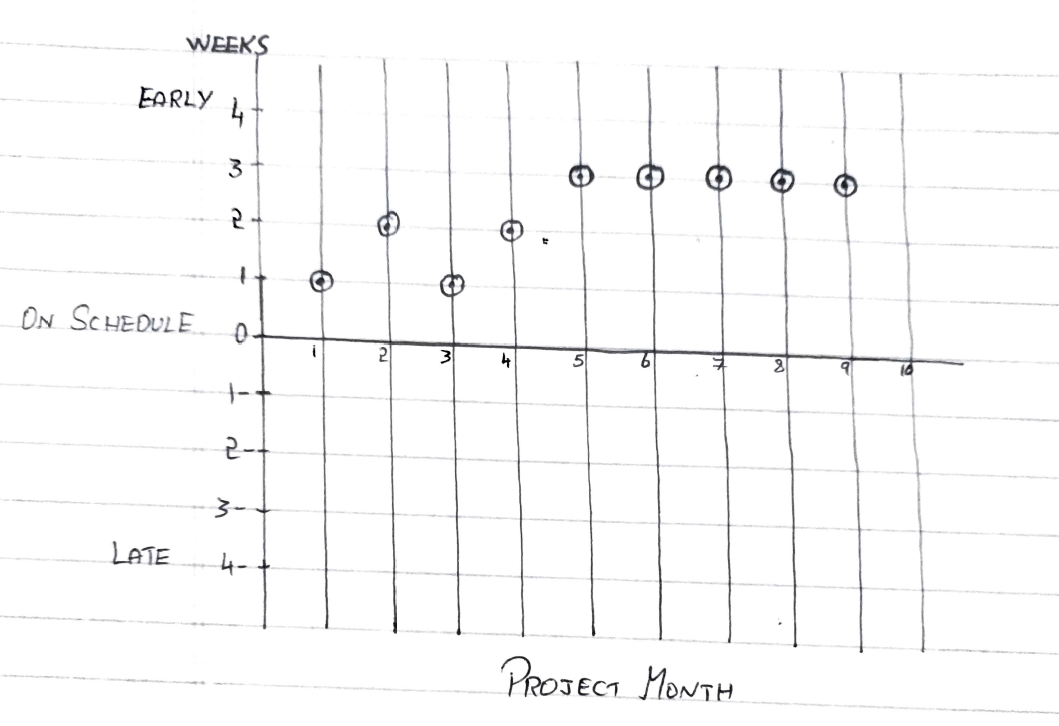 WEEKS
EARLY 4
3
2
1
ON SCHEDULE 0
1 2 3 4 5 6 7 8 9 10
1-
2-
3-
LATE 4-
PROJECT MONTH